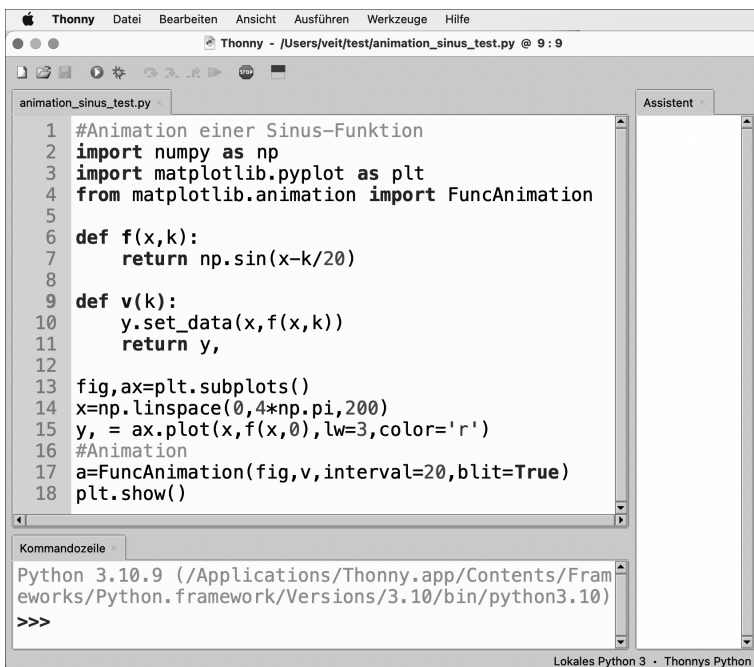 Thonny Datei Bearbeiten Ansicht Ausführen Werkzeuge Hilfe
Thonny - /Users/veit/test/animation_sinus_test.py @ 9:9
STOP
animation_sinus_test.py ×
Assistent ×
1 #Animation einer Sinus-Funktion
2 import numpy as np
3 import matplotlib.pyplot as plt
4 from matplotlib.animation import FuncAnimation
5
6 def f(x,k):
7     return np.sin(x-k/20)
8
9 def v(k):
10     y.set_data(x,f(x,k))
11     return y,
12
13 fig,ax=plt.subplots()
14 x=np.linspace(0,4*np.pi,200)
15 y, = ax.plot(x,f(x,0),lw=3,color='r')
16 #Animation
17 a=FuncAnimation(fig,v,interval=20,blit=True)
18 plt.show()
Kommandozeile ×
Python 3.10.9 (/Applications/Thonny.app/Contents/Fram
eworks/Python.framework/Versions/3.10/bin/python3.10)
>>>
Lokales Python 3 • Thonnys Python